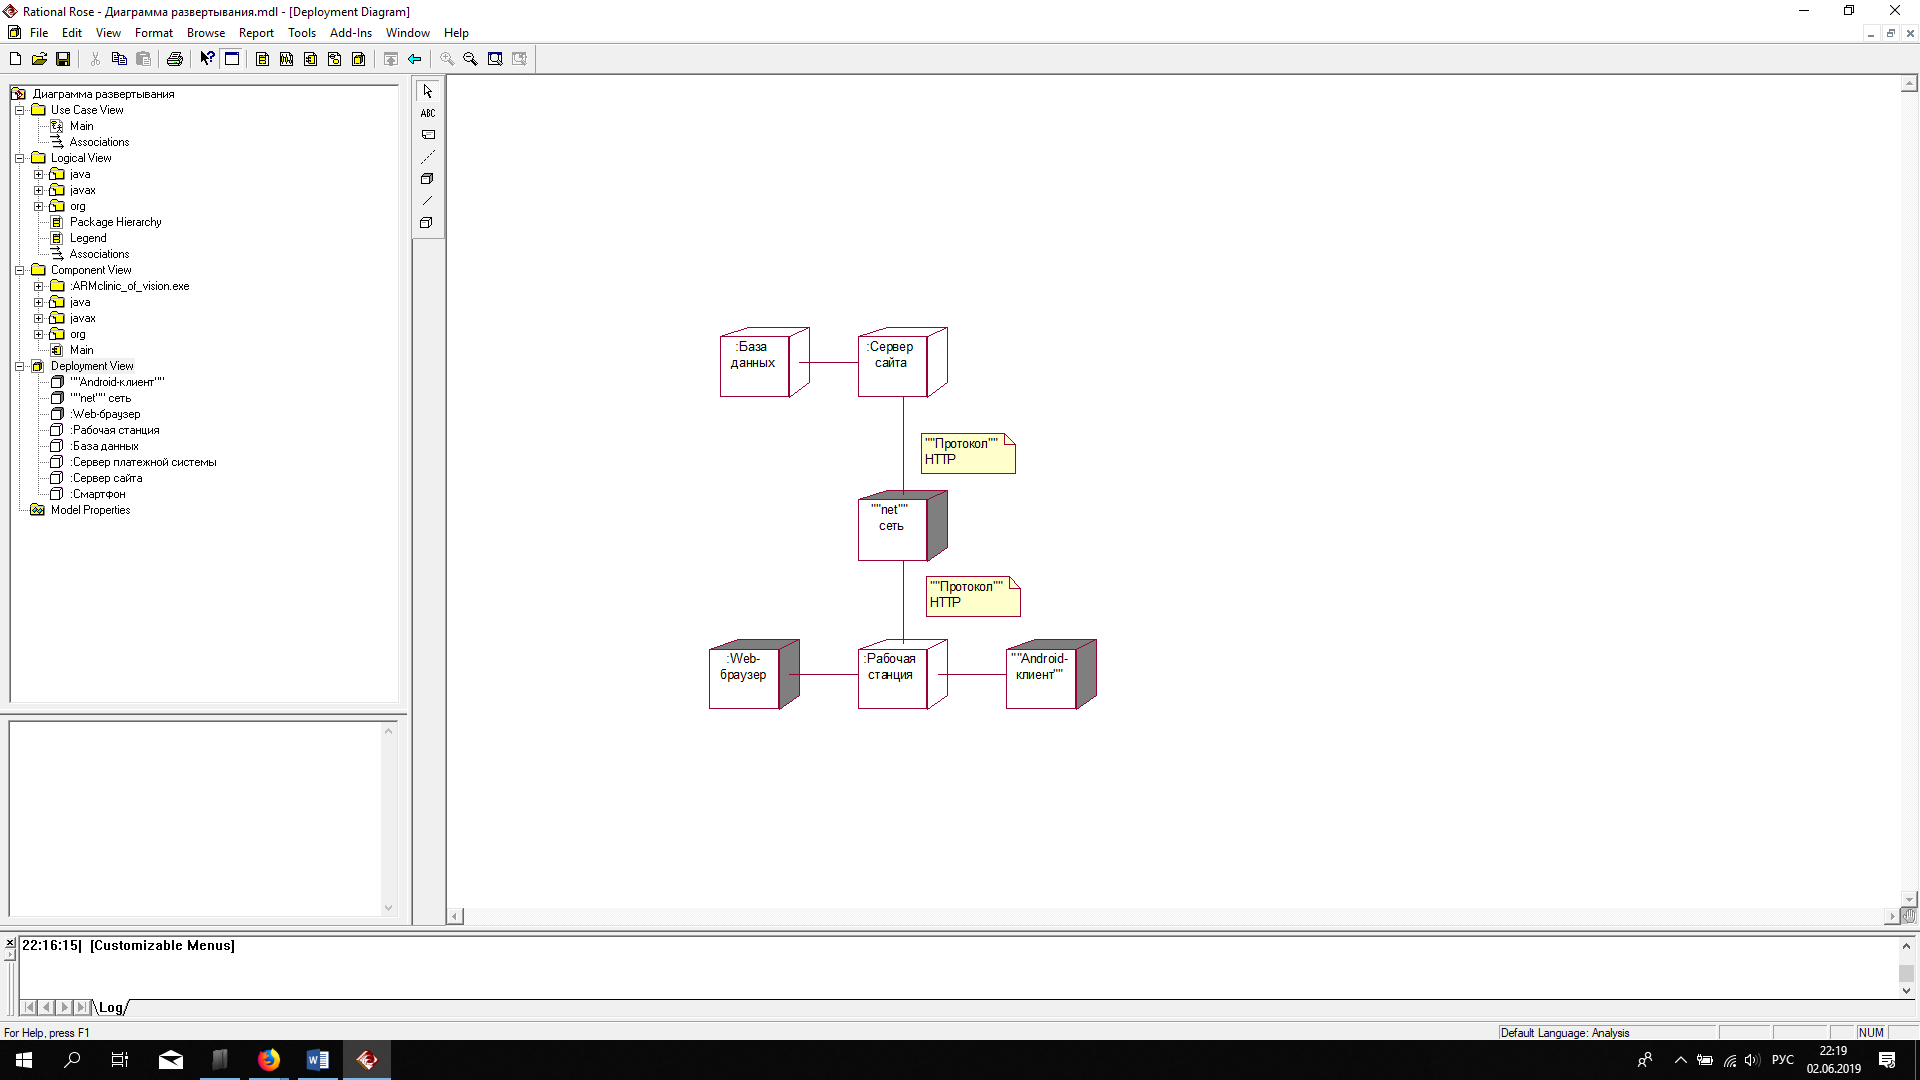 Rational Rose - Диаграмма развертывания.mdl - [Deployment Diagram]
File Edit View Format Browse Report Tools Add-Ins Window Help
Диаграмма развертывания
Use Case View
Main
Associations
Logical View
java
javax
org
Package Hierarchy
Legend
Associations
Component View
:ARMclinic_of_vision.exe
java
javax
org
Main
Deployment View
""Android-клиент""
""net"" сеть
:Web-браузер
:Рабочая станция
:База данных
:Сервер платежной системы
:Сервер сайта
:Смартфон
Model Properties
ABC
:База
данных
:Сервер
сайта
""Протокол""
HTTP
""net""
сеть
""Протокол""
HTTP
:Web-
браузер
:Рабочая
станция
""Android-
клиент""
22:16:15| [Customizable Menus]
Log
For Help, press F1
Default Language: Analysis
NUM
РУС
22:19
02.06.2019